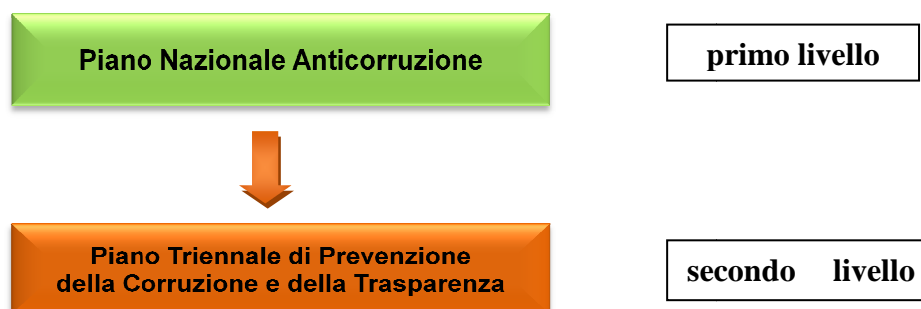 Piano Nazionale Anticorruzione
primo livello
Piano Triennale di Prevenzione
della Corruzione e della Trasparenza
secondo livello